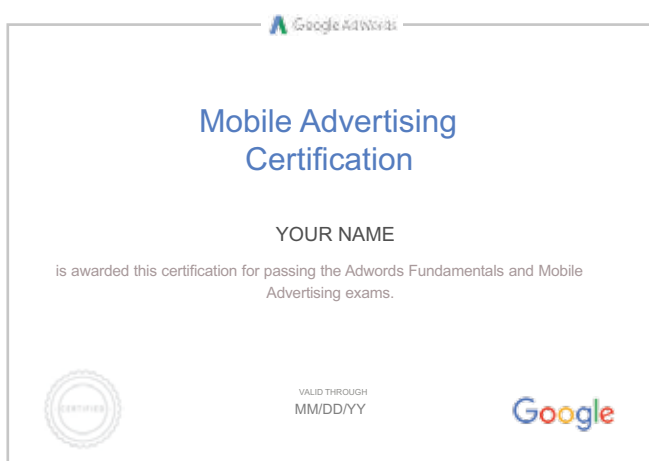 Google AdWords
Mobile Advertising
Certification
YOUR NAME
is awarded this certification for passing the Adwords Fundamentals and Mobile
Advertising exams.
CERTIFIED
VALID THROUGH
MM/DD/YY
Google